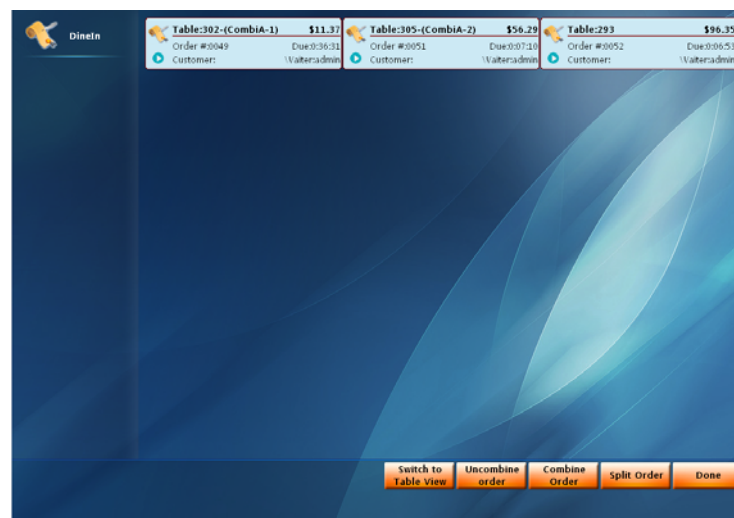 DineIn
Table:302-(CombiA-1) $11.37
Order #:0049 Due:0:36:31
Customer: Waiter:admin
Table:305-(CombiA-2) $56.29
Order #:0051 Due:0:07:10
Customer: Waiter:admin
Table:293 $96.35
Order #:0052 Due:0:06:53
Customer: Waiter:admin
Switch to
Table View
Uncombine
order
Combine
Order
Split Order
Done